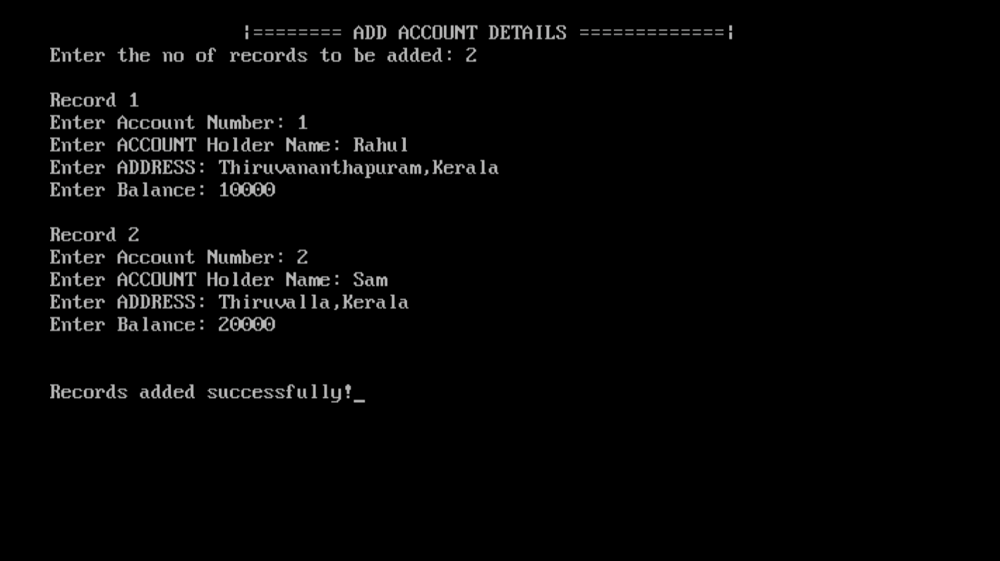 ¦======== ADD ACCOUNT DETAILS =============¦
Enter the no of records to be added: 2
Record 1
Enter Account Number: 1
Enter ACCOUNT Holder Name: Rahul
Enter ADDRESS: Thiruvananthapuram,Kerala
Enter Balance: 10000
Record 2
Enter Account Number: 2
Enter ACCOUNT Holder Name: Sam
Enter ADDRESS: Thiruvalla,Kerala
Enter Balance: 20000
Records added successfully!_